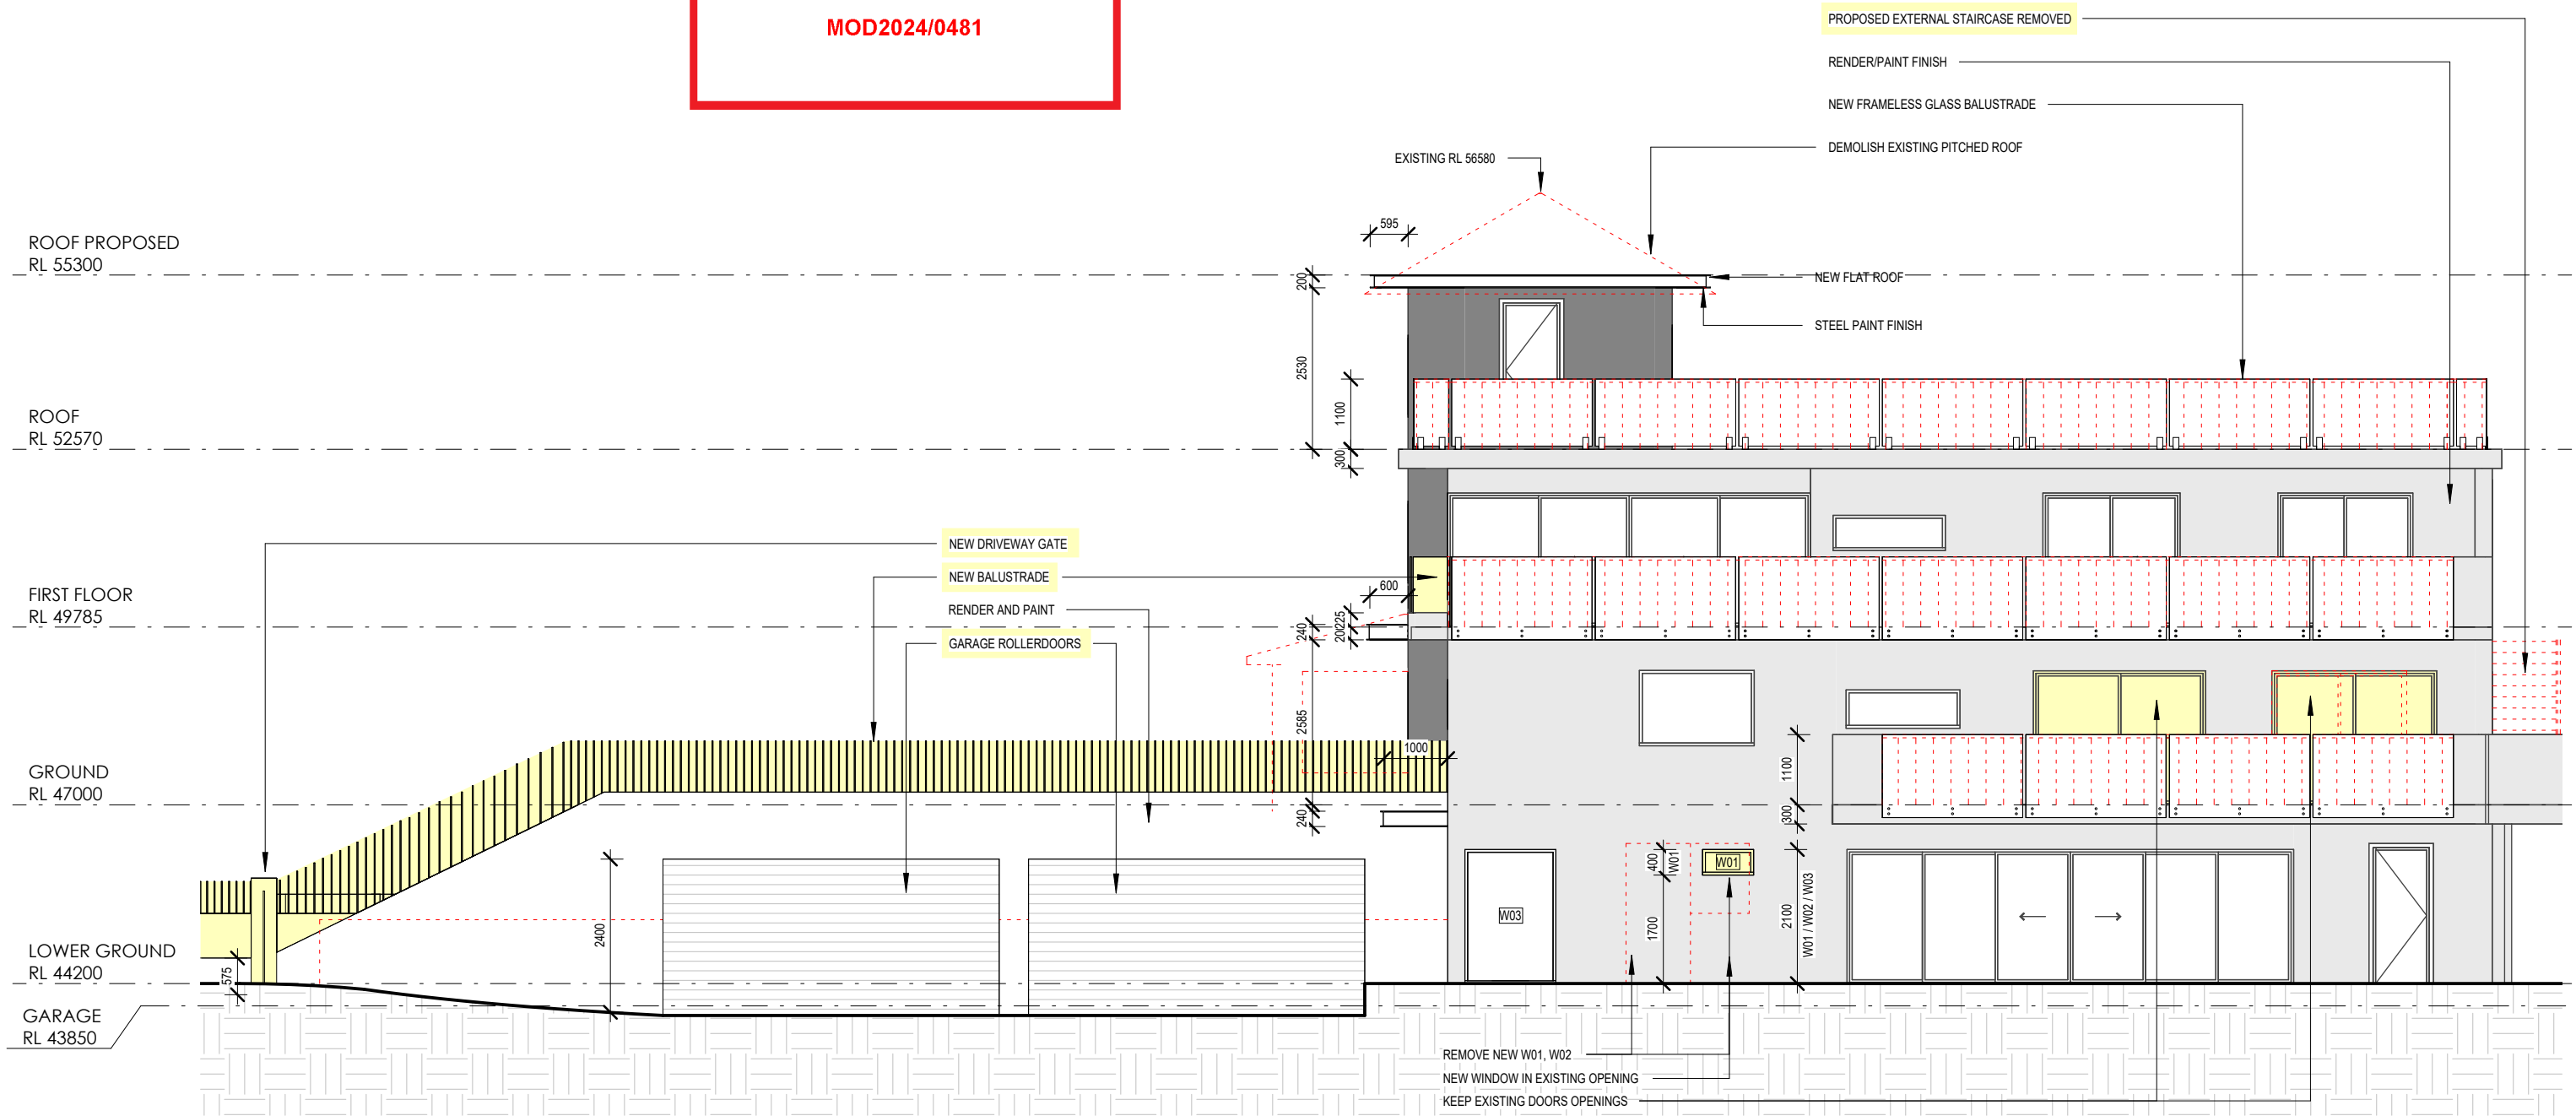 MOD2024/0481
PROPOSED EXTERNAL STAIRCASE REMOVED
RENDER/PAINT FINISH
NEW FRAMELESS GLASS BALUSTRADE
DEMOLISH EXISTING PITCHED ROOF
EXISTING RL 56580
595
ROOF PROPOSED
RL 55300
NEW FLAT ROOF
200
STEEL PAINT FINISH
2530
1100
ROOF
RL 52570
300
NEW DRIVEWAY GATE
NEW BALUSTRADE
600
FIRST FLOOR
RL 49785
RENDER AND PAINT
240
20225
GARAGE ROLLERDOORS
2585
1000
GROUND
RL 47000
1100
240
300
400
W01
W01
2400
W03
1700
2100
W01 / W02 / W03
LOWER GROUND
RL 44200
575
GARAGE
RL 43850
REMOVE NEW W01, W02
NEW WINDOW IN EXISTING OPENING
KEEP EXISTING DOORS OPENINGS